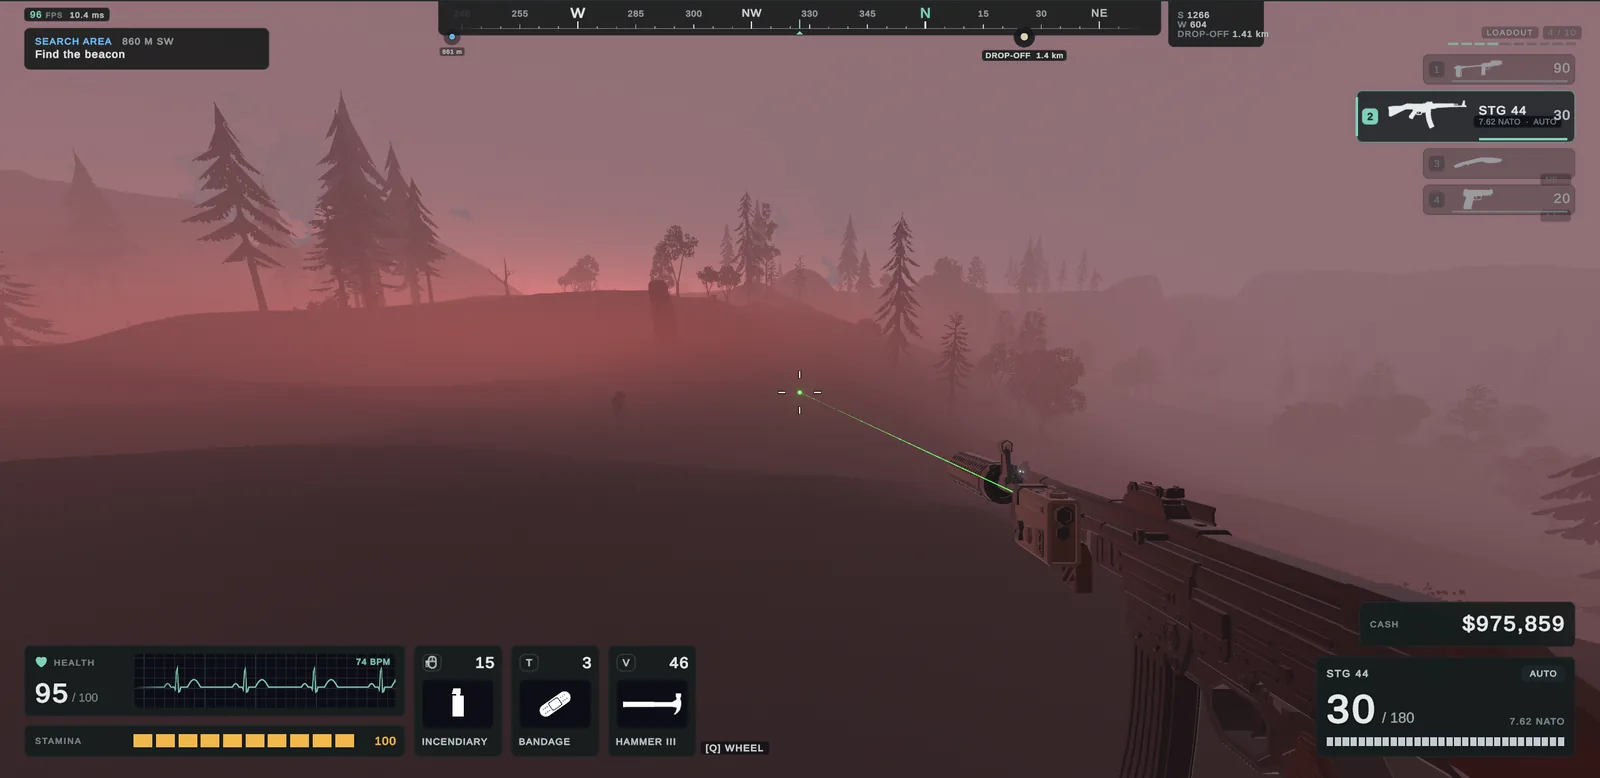 96 FPS 10.4 ms
SEARCH AREA 860 M SW
Find the beacon
255 W 285 300 NW 330 345 N 15 30 NE
861 m
DROP-OFF 1.4 km
S 1266
W 604
DROP-OFF 1.41 km
LOADOUT 4 / 10
1 90
2 STG 44 30
7.62 NATO · AUTO
3
4 20
CASH $975,859
HEALTH 74 BPM
95 / 100
STAMINA 100
15
INCENDIARY
T 3
BANDAGE
V 46
HAMMER III
[Q] WHEEL
STG 44 AUTO
30 / 180 7.62 NATO